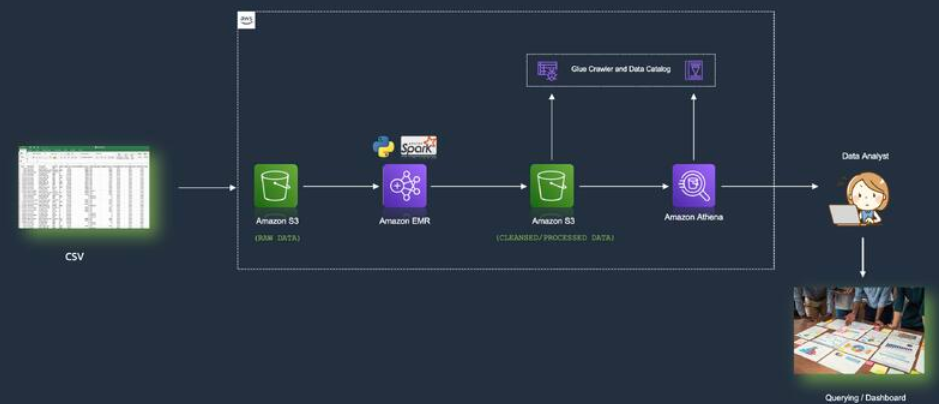 aws
Glue Crawler and Data Catalog
Spark
Data Analyst
Amazon S3
(RAW DATA)
Amazon EMR
Amazon S3
(CLEANSED/PROCESSED DATA)
Amazon Athena
CSV
Querying / Dashboard